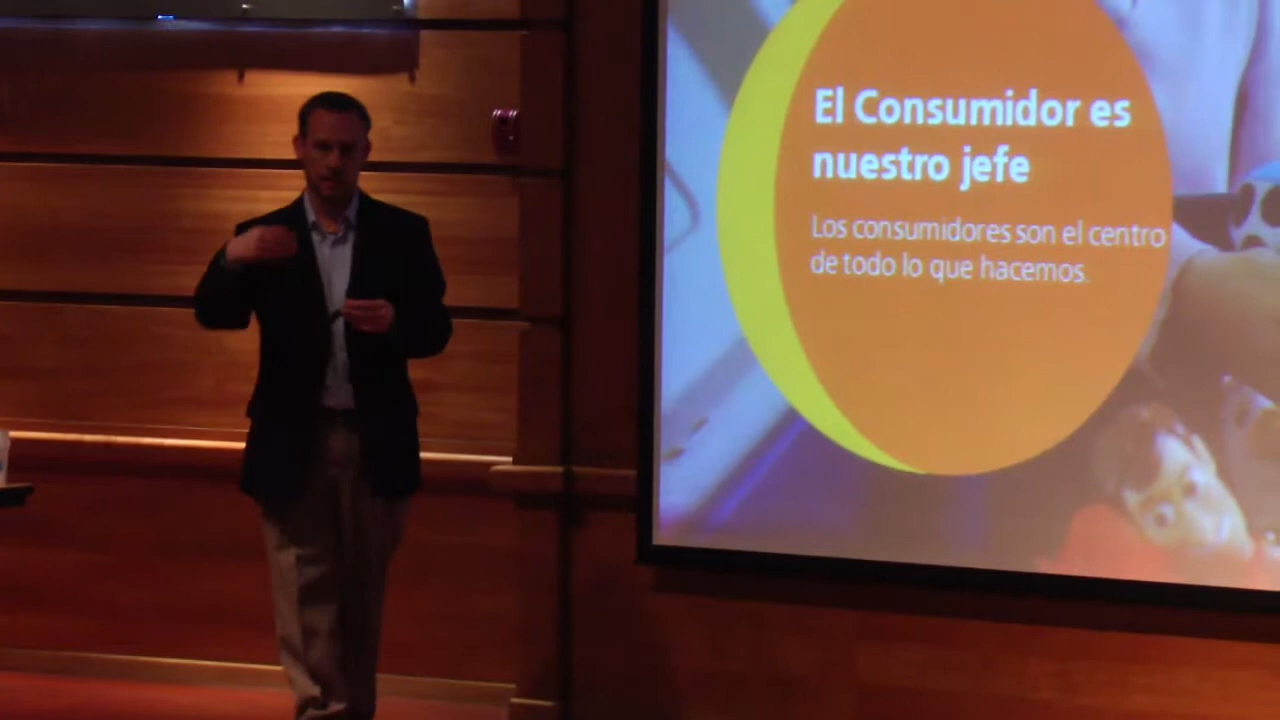 El Consumidor es
nuestro jefe
Los consumidores son el centro
de todo lo que hacemos.